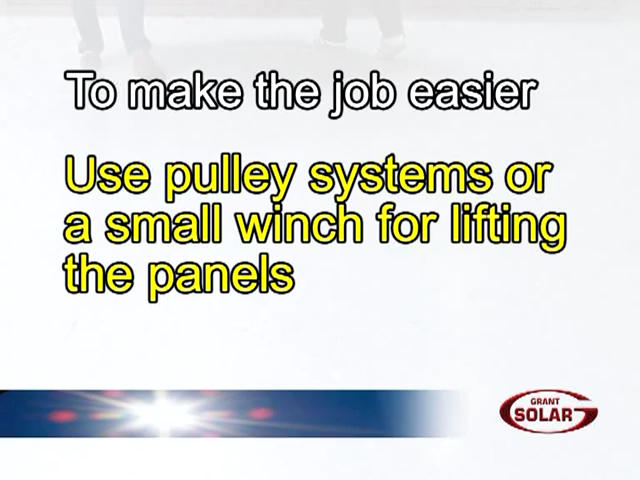 To make the job easier
Use pulley systems or
a small winch for lifting
the panels
GRANT
SOLAR